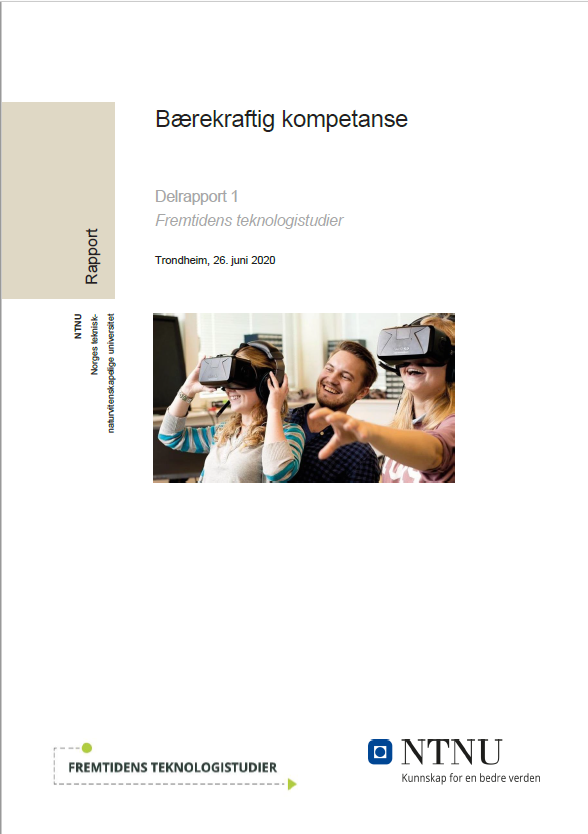 Bærekraftig kompetanse
Delrapport 1
Fremtidens teknologistudier
Trondheim, 26. juni 2020
Rapport
NTNU
Norges teknisk-
naturvitenskapelige universitet
FREMTIDENS TEKNOLOGISTUDIER
NTNU
Kunnskap for en bedre verden